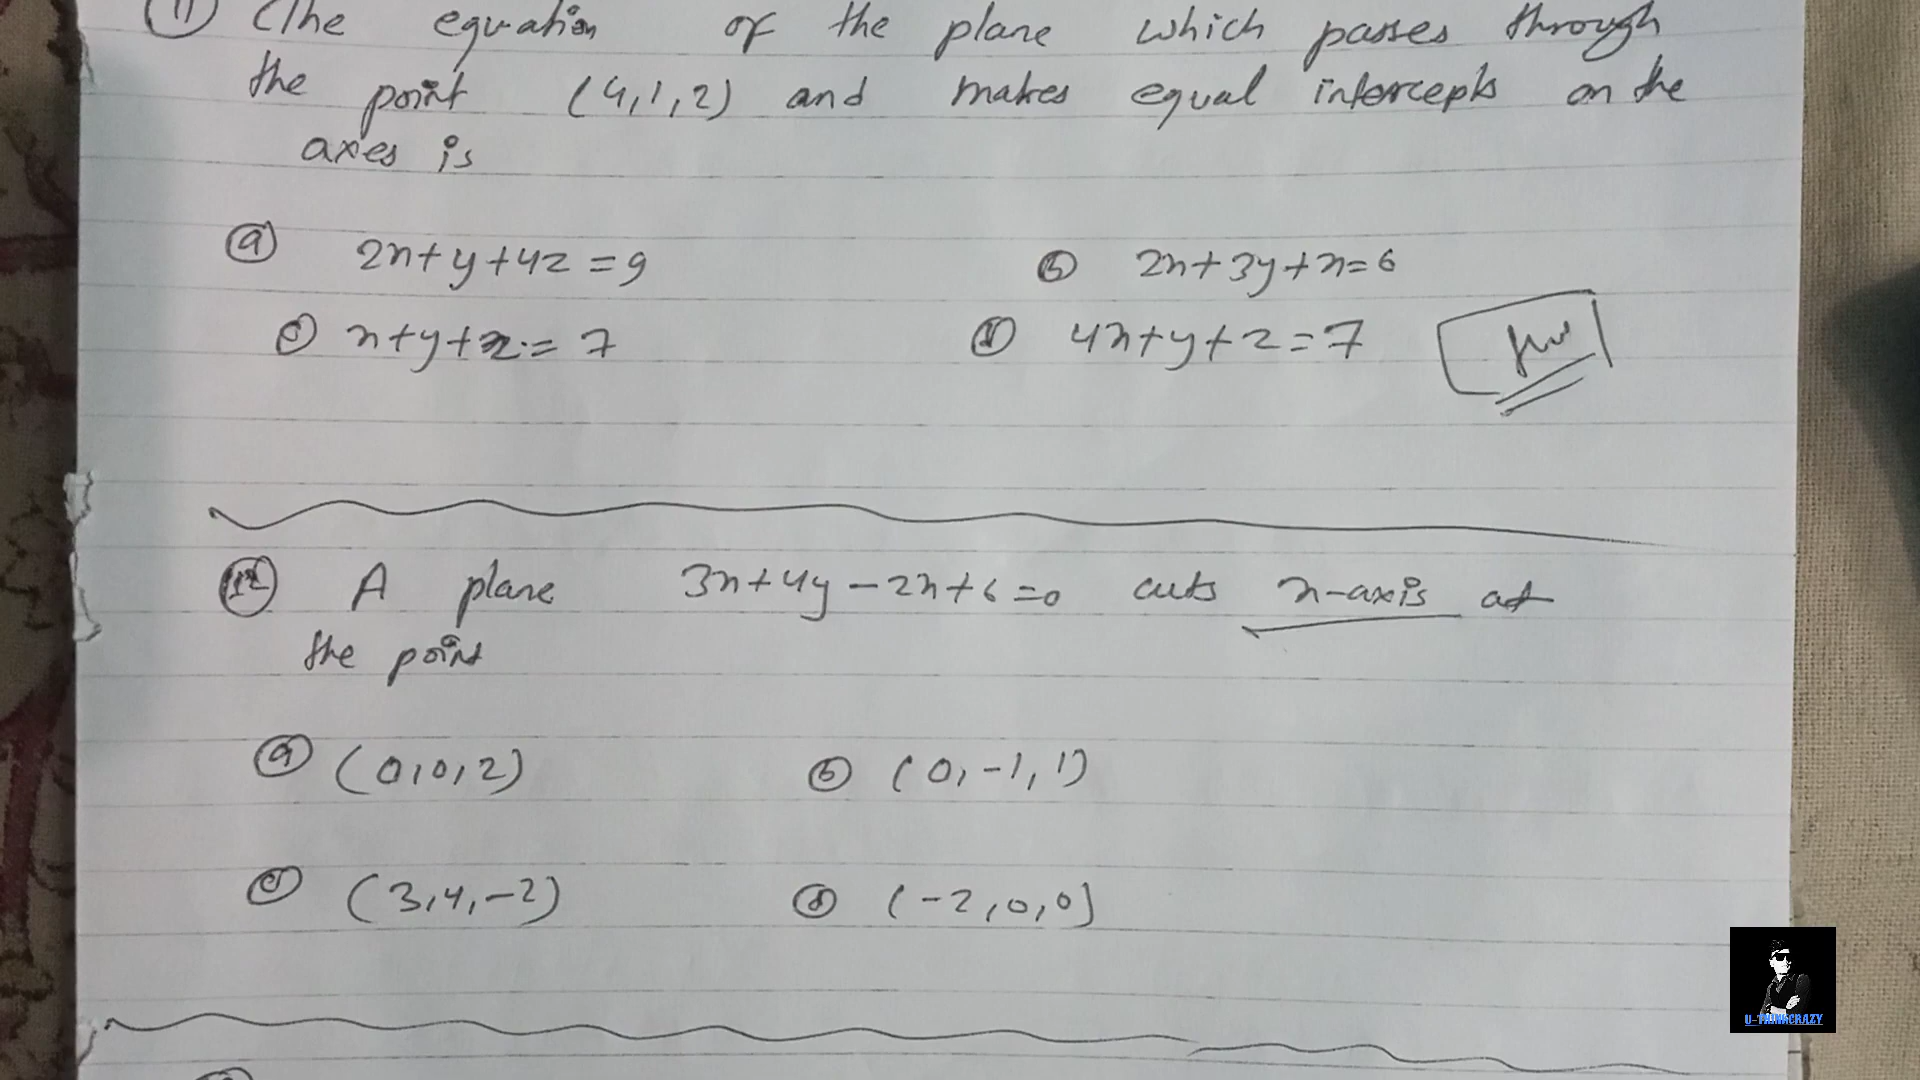 11 The equation of the plane which passes through
the point (4,1,2) and makes equal intercepts on the
axes is
(a) 2x+y+4z=9 (b) 2x+3y+z=6
(c) x+y+z=7 (d) 4x+y+z=7
12 A plane 3x+4y-2z+6=0 cuts x-axis at
the point
(a) (0,0,2) (b) (0,-1,1)
(c) (3,4,-2) (d) (-2,0,0)
U-THINKCRAZY